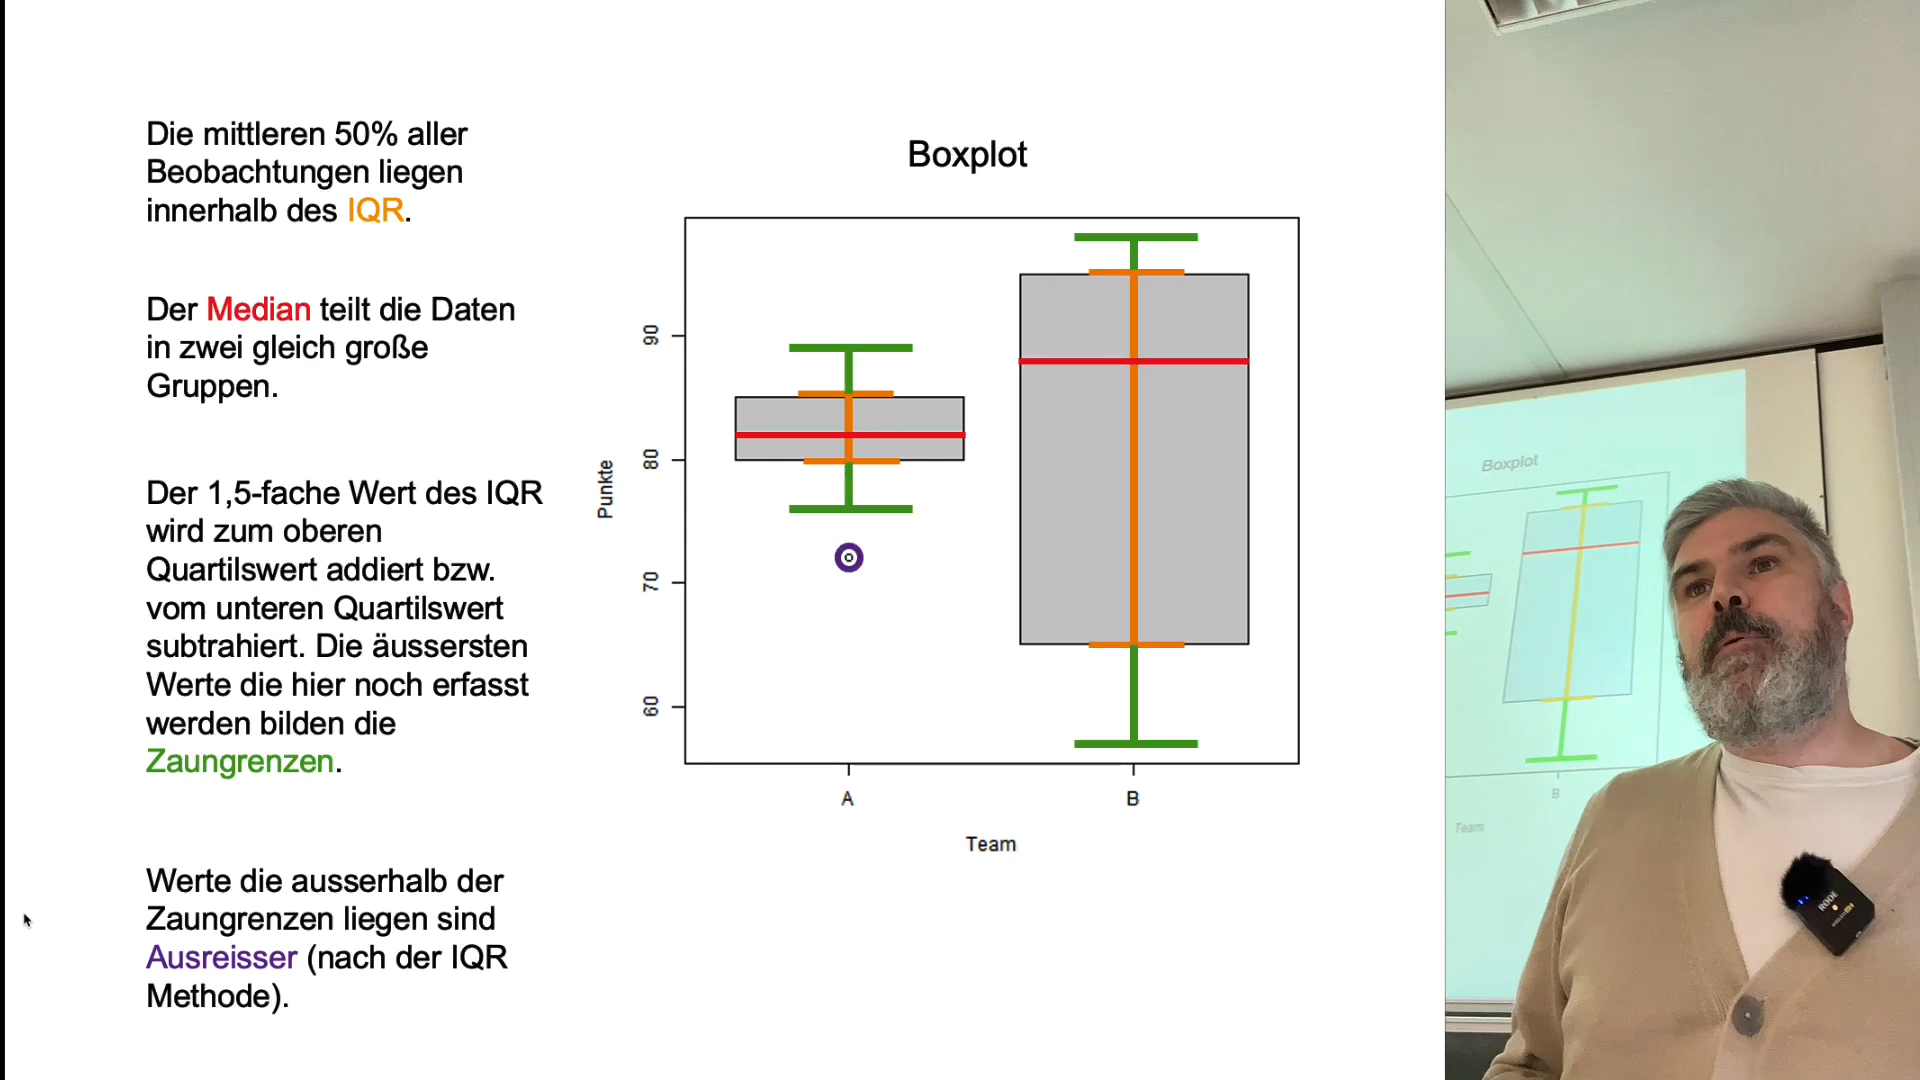 Die mittleren 50% aller
Beobachtungen liegen
innerhalb des IQR.
Der Median teilt die Daten
in zwei gleich große
Gruppen.
Der 1,5-fache Wert des IQR
wird zum oberen
Quartilswert addiert bzw.
vom unteren Quartilswert
subtrahiert. Die äussersten
Werte die hier noch erfasst
werden bilden die
Zaungrenzen.
Werte die ausserhalb der
Zaungrenzen liegen sind
Ausreisser (nach der IQR
Methode).
Boxplot
Punkte
90
80
70
60
A
B
Team
Boxplot
B
Team
RODE